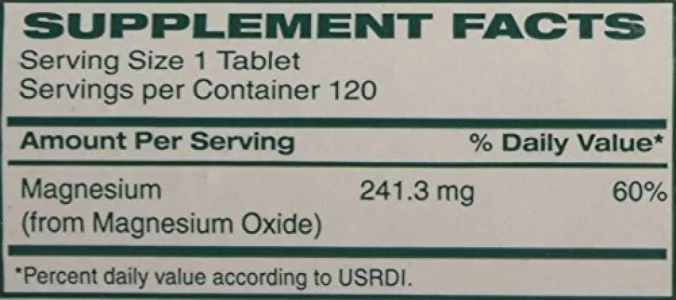 SUPPLEMENT FACTS
Serving Size 1 Tablet
Servings per Container 120
Amount Per Serving % Daily Value*
Magnesium 241.3 mg 60%
(from Magnesium Oxide)
*Percent daily value according to USRDI.